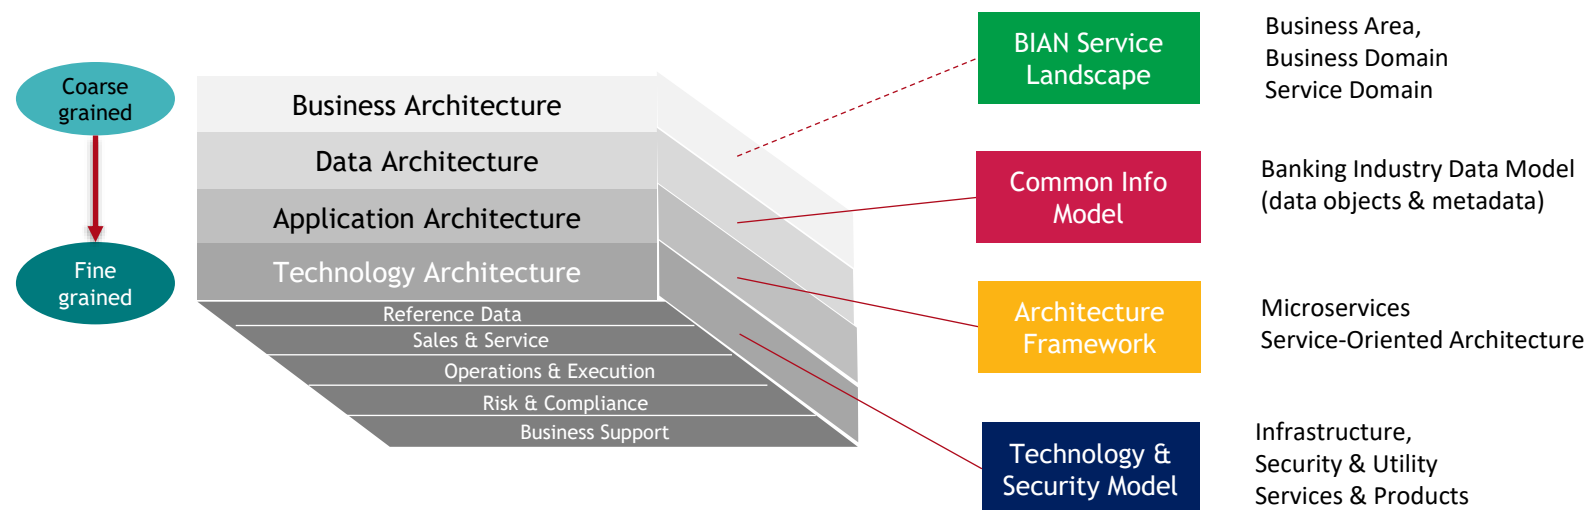 Coarse
grained
Fine
grained
Business Architecture
Data Architecture
Application Architecture
Technology Architecture
Reference Data
Sales & Service
Operations & Execution
Risk & Compliance
Business Support
BIAN Service
Landscape
Business Area,
Business Domain
Service Domain
Common Info
Model
Banking Industry Data Model
(data objects & metadata)
Architecture
Framework
Microservices
Service-Oriented Architecture
Technology &
Security Model
Infrastructure,
Security & Utility
Services & Products